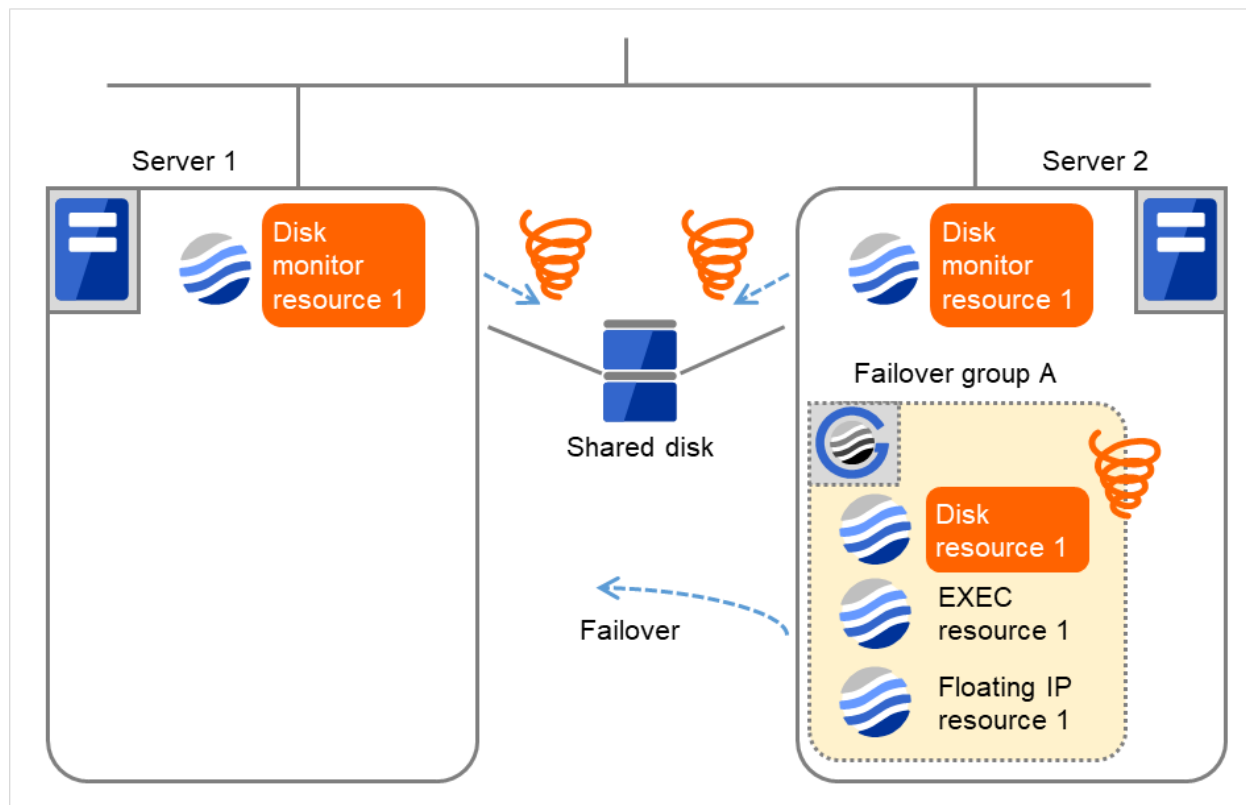 Server 1
Server 2
Disk
monitor
resource 1
Disk
monitor
resource 1
Shared disk
Failover group A
Disk
resource 1
EXEC
resource 1
Failover
Floating IP
resource 1